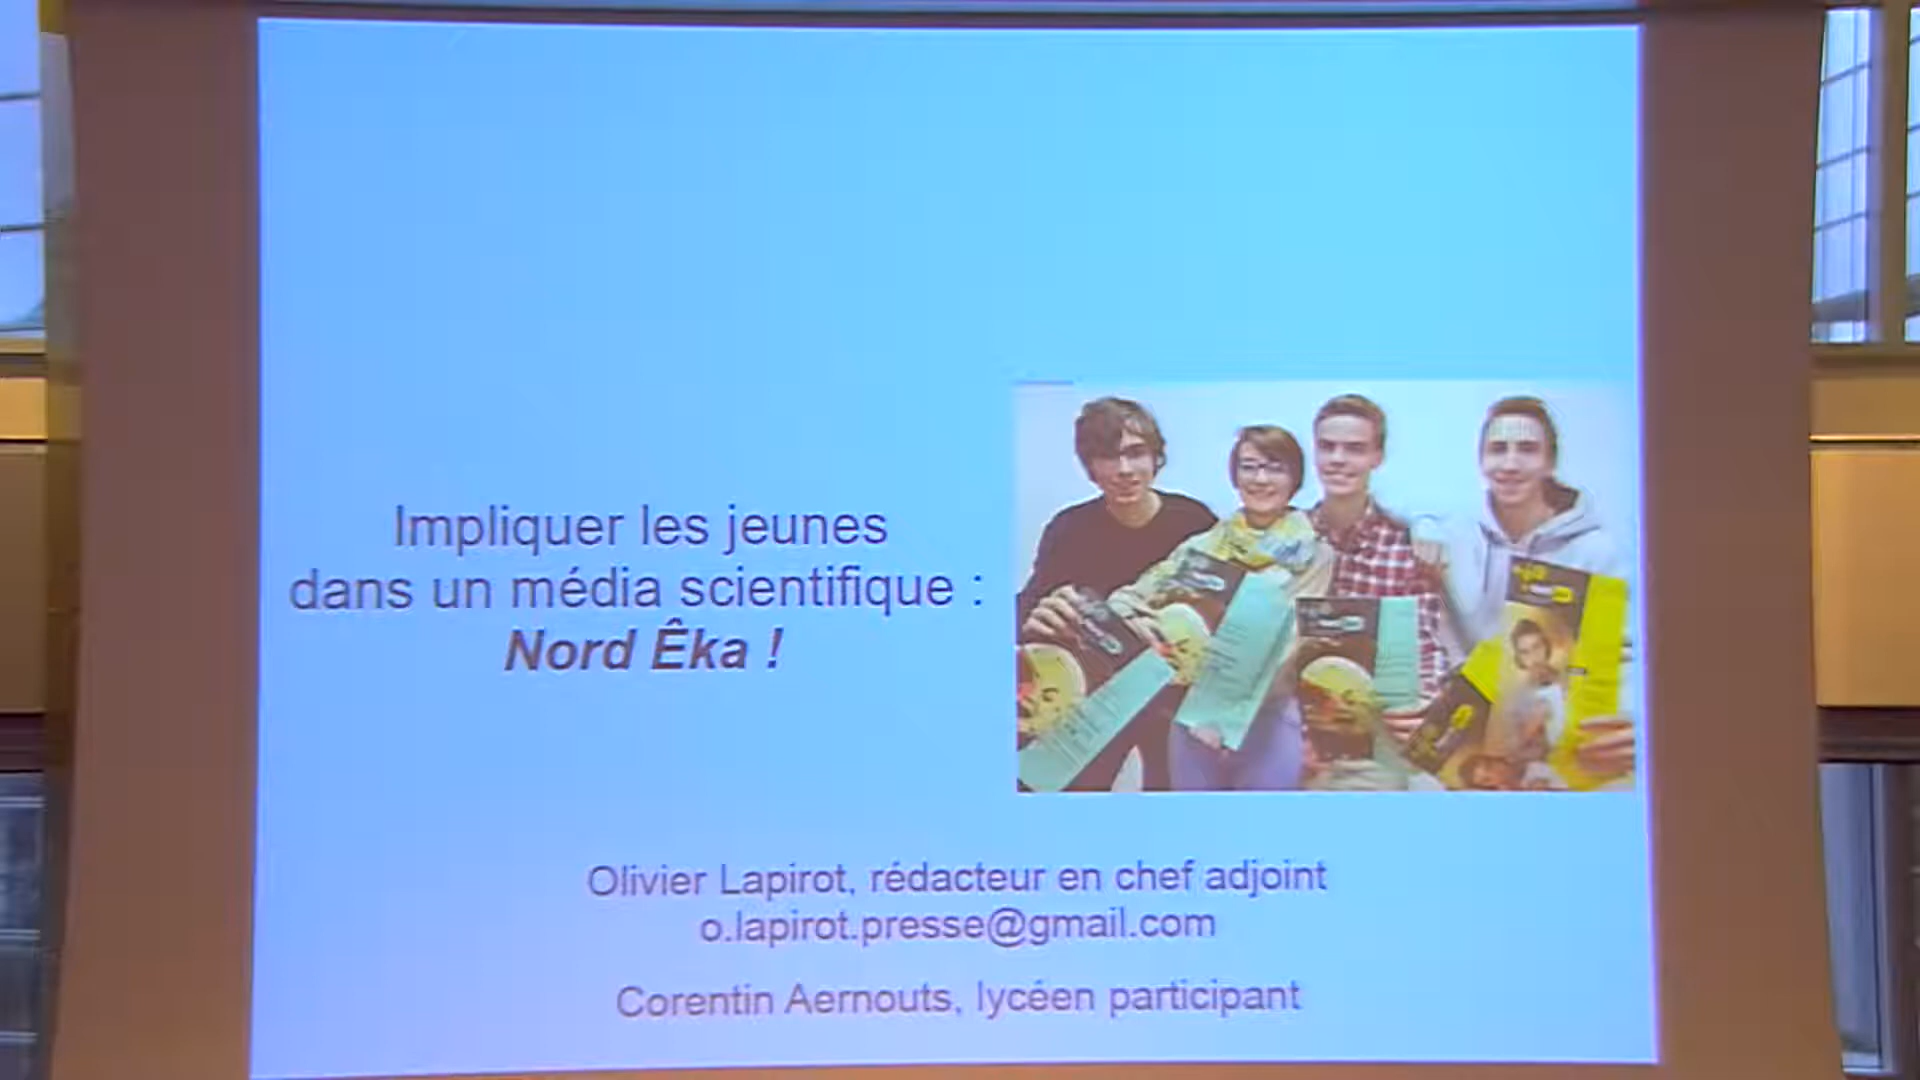 Impliquer les jeunes
dans un média scientifique :
Nord Êka !
Olivier Lapirot, rédacteur en chef adjoint
o.lapirot.presse@gmail.com
Corentin Aernouts, lycéen participant